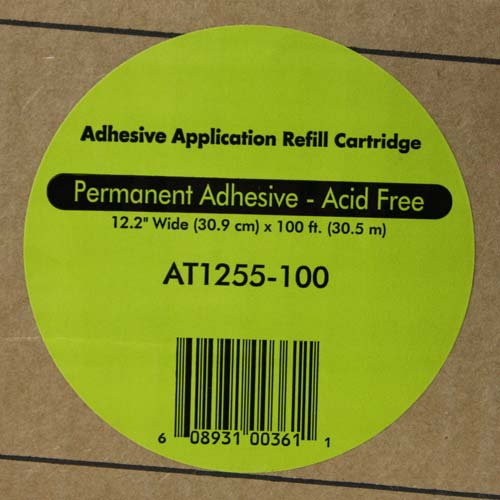 Adhesive Application Refill Cartridge
Permanent Adhesive - Acid Free
12.2" Wide (30.9 cm) x 100 ft. (30.5 m)
AT1255-100
6 08931 00361 1